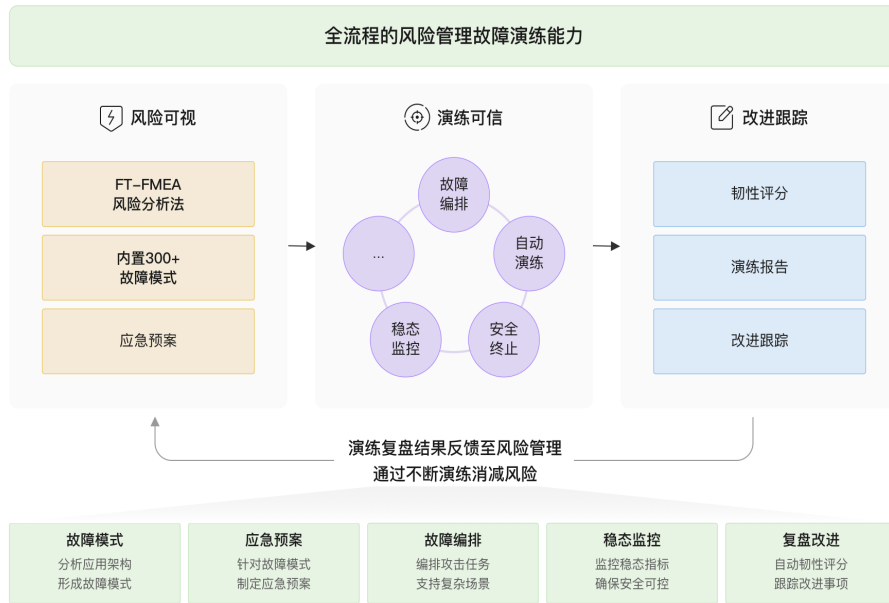 全流程的风险管理故障演练能力
风险可视
FT-FMEA
风险分析法
内置300+
故障模式
应急预案
演练可信
故障
编排
自动
演练
安全
终止
稳态
监控
...
改进跟踪
韧性评分
演练报告
改进跟踪
演练复盘结果反馈至风险管理
通过不断演练消减风险
故障模式
分析应用架构
形成故障模式
应急预案
针对故障模式
制定应急预案
故障编排
编排攻击任务
支持复杂场景
稳态监控
监控稳态指标
确保安全可控
复盘改进
自动韧性评分
跟踪改进事项